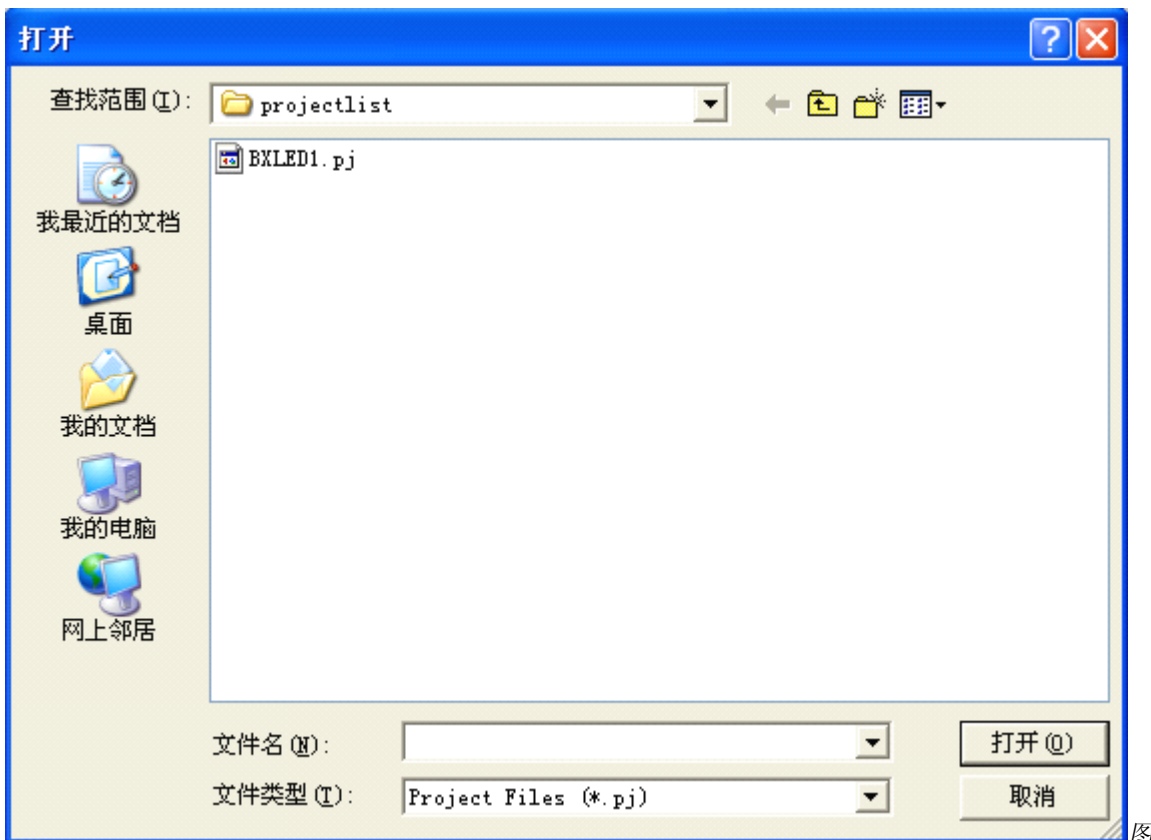 打开
查找范围(I):
projectlist
BXLED1.pj
我最近的文档
桌面
我的文档
我的电脑
网上邻居
文件名(N):
打开(O)
文件类型(T):
Project Files (*.pj)
取消
图